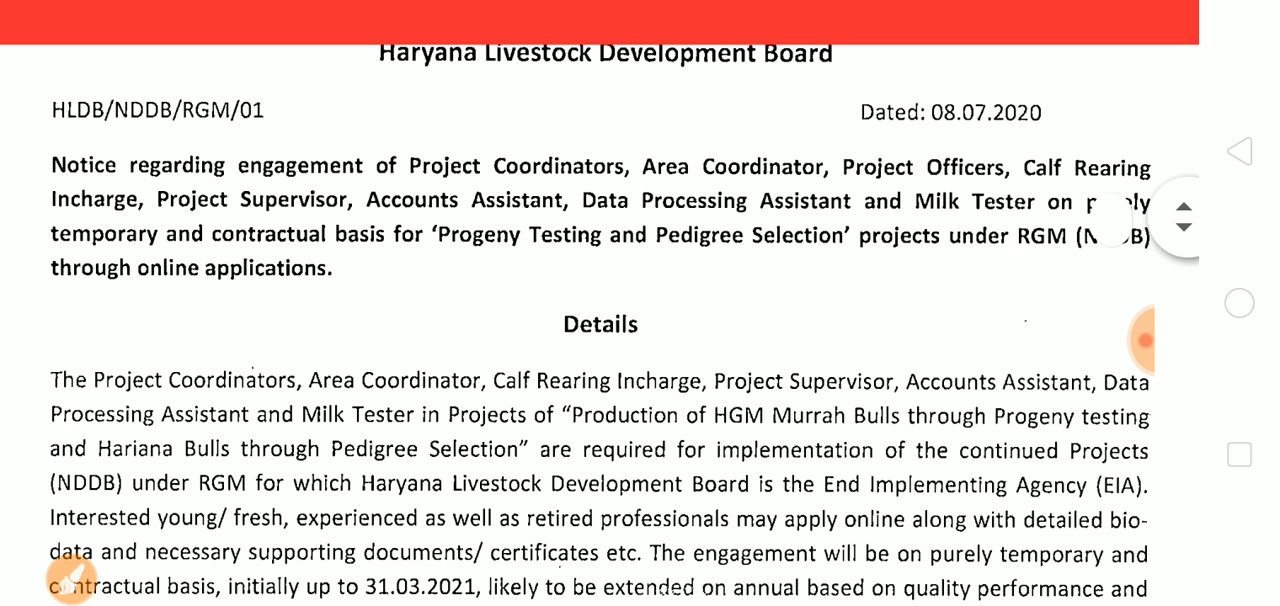 Haryana Livestock Development Board
HLDB/NDDB/RGM/01
Dated: 08.07.2020
Notice regarding engagement of Project Coordinators, Area Coordinator, Project Officers, Calf Rearing
Incharge, Project Supervisor, Accounts Assistant, Data Processing Assistant and Milk Tester on
temporary and contractual basis for ‘Progeny Testing and Pedigree Selection’ projects under RGM
through online applications.
Details
The Project Coordinators, Area Coordinator, Calf Rearing Incharge, Project Supervisor, Accounts Assistant, Data
Processing Assistant and Milk Tester in Projects of “Production of HGM Murrah Bulls through Progeny testing
and Hariana Bulls through Pedigree Selection” are required for implementation of the continued Projects
(NDDB) under RGM for which Haryana Livestock Development Board is the End Implementing Agency (EIA).
Interested young/ fresh, experienced as well as retired professionals may apply online along with detailed bio-
data and necessary supporting documents/ certificates etc. The engagement will be on purely temporary and
contractual basis, initially up to 31.03.2021, likely to be extended on annual based on quality performance and